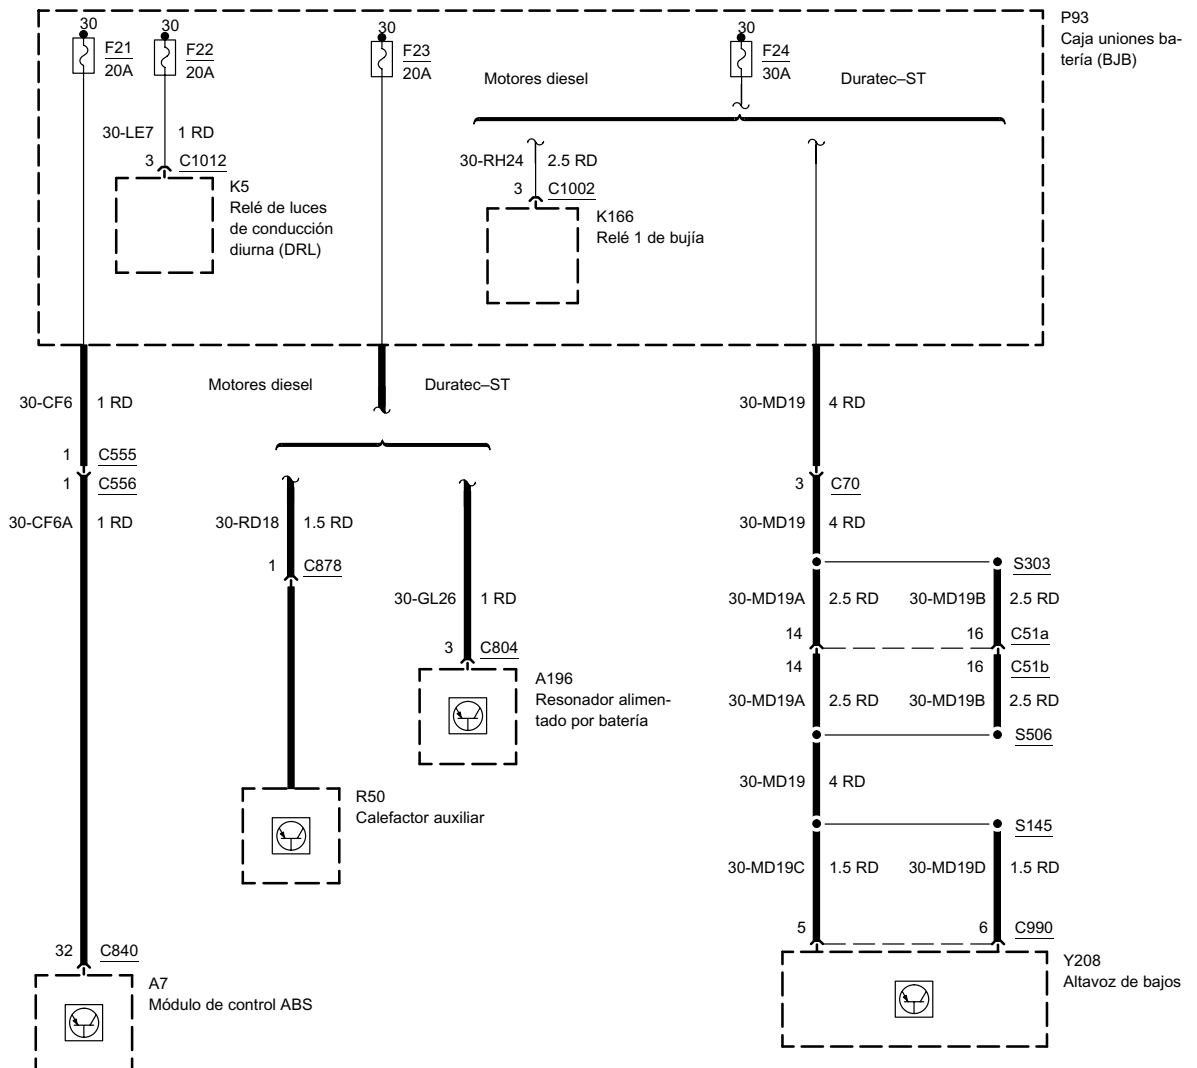 P93
Caja uniones ba-
tería (BJB)
30
F21
20A
30
F22
20A
30
F23
20A
30
F24
30A
Motores diesel
Duratec–ST
30-LE7 1 RD
3 C1012
K5
Relé de luces
de conducción
diurna (DRL)
30-RH24 2.5 RD
3 C1002
K166
Relé 1 de bujía
Motores diesel
Duratec–ST
30-CF6 1 RD
1 C555
1 C556
30-CF6A 1 RD
30-RD18 1.5 RD
1 C878
30-GL26 1 RD
3 C804
A196
Resonador alimen-
tado por batería
R50
Calefactor auxiliar
32 C840
A7
Módulo de control ABS
30-MD19 4 RD
3 C70
30-MD19 4 RD
S303
30-MD19A 2.5 RD 30-MD19B 2.5 RD
14 16 C51a
14 16 C51b
30-MD19A 2.5 RD 30-MD19B 2.5 RD
S506
30-MD19 4 RD
S145
30-MD19C 1.5 RD 30-MD19D 1.5 RD
5 6 C990
Y208
Altavoz de bajos